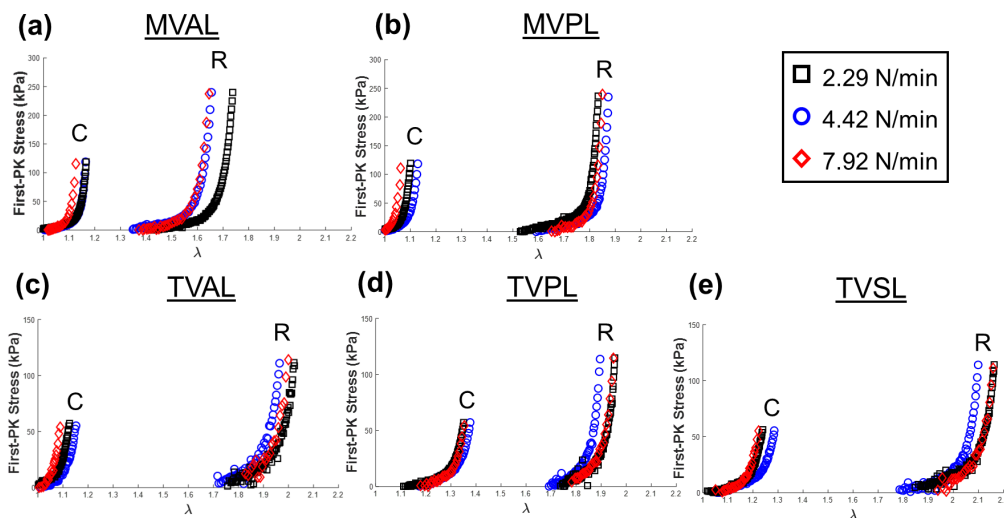 (a) MVAL
First-PK Stress (kPa)
300
250
200
150
100
50
0
C
R
1 1.1 1.2 1.3 1.4 1.5 1.6 1.7 1.8 1.9 2 2.1 2.2
λ
(b) MVPL
First-PK Stress (kPa)
300
250
200
150
100
50
0
C
R
1 1.1 1.2 1.3 1.4 1.5 1.6 1.7 1.8 1.9 2 2.1 2.2
λ
2.29 N/min
4.42 N/min
7.92 N/min
(c) TVAL
First-PK Stress (kPa)
150
100
50
0
C
R
1 1.1 1.2 1.3 1.4 1.5 1.6 1.7 1.8 1.9 2 2.1 2.2
λ
(d) TVPL
First-PK Stress (kPa)
150
100
50
0
C
R
1 1.1 1.2 1.3 1.4 1.5 1.6 1.7 1.8 1.9 2 2.1 2.2
λ
(e) TVSL
First-PK Stress (kPa)
150
100
50
0
C
R
1 1.1 1.2 1.3 1.4 1.5 1.6 1.7 1.8 1.9 2 2.1 2.2
λ